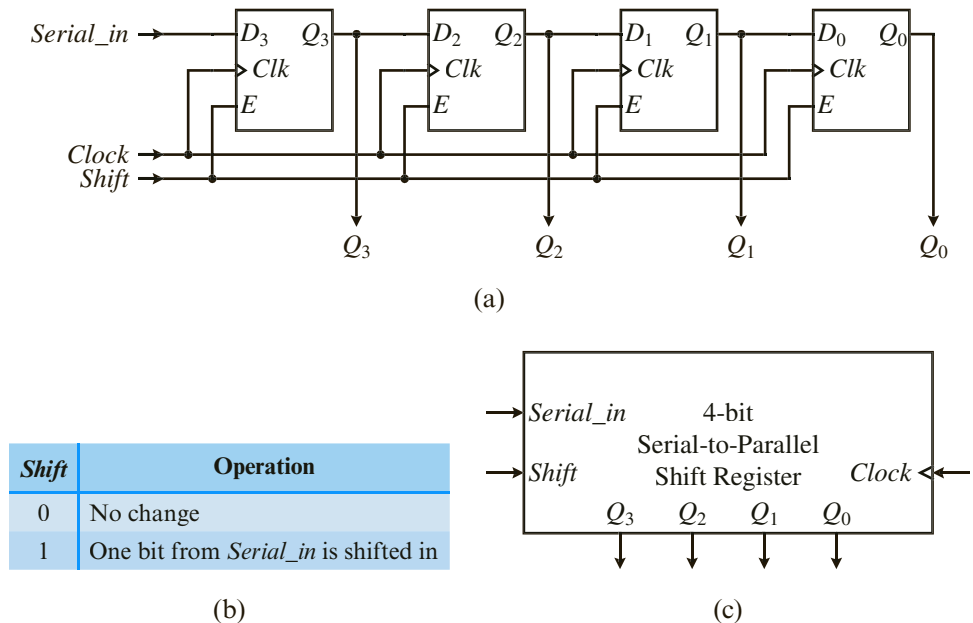 Serial_in
D3 Q3 D2 Q2 D1 Q1 D0 Q0
Clk Clk Clk Clk
E E E E
Clock
Shift
Q3 Q2 Q1 Q0
(a)
Shift Operation
0 No change
1 One bit from Serial_in is shifted in
(b)
Serial_in 4-bit
Serial-to-Parallel
Shift Shift Register Clock
Q3 Q2 Q1 Q0
(c)